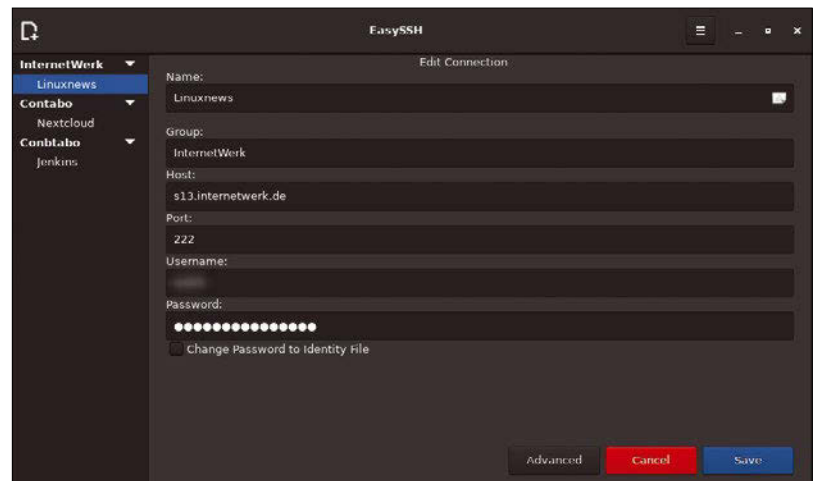 EasySSH
InternetWerk
Linuxnews
Contabo
Nextcloud
Conbtabo
Jenkins
Edit Connection
Name:
Linuxnews
Group:
InternetWerk
Host:
s13.internetwerk.de
Port:
222
Username:
Password:
●●●●●●●●●●●●●●●
Change Password to Identity File
Advanced
Cancel
Save